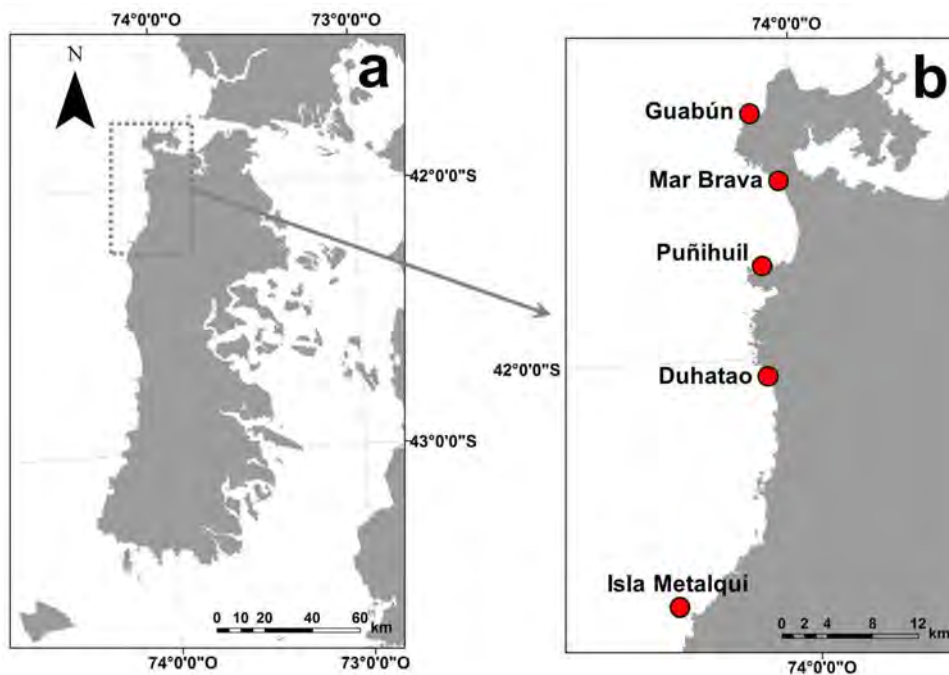 74°0'0"O
73°0'0"O
N
a
42°0'0"S
43°0'0"S
0 10 20 40 60
km
74°0'0"O
73°0'0"O
74°0'0"O
b
Guabún
Mar Brava
Puñihuil
42°0'0"S
Duhatao
Isla Metalqui
0 2 4 8 12
km
74°0'0"O